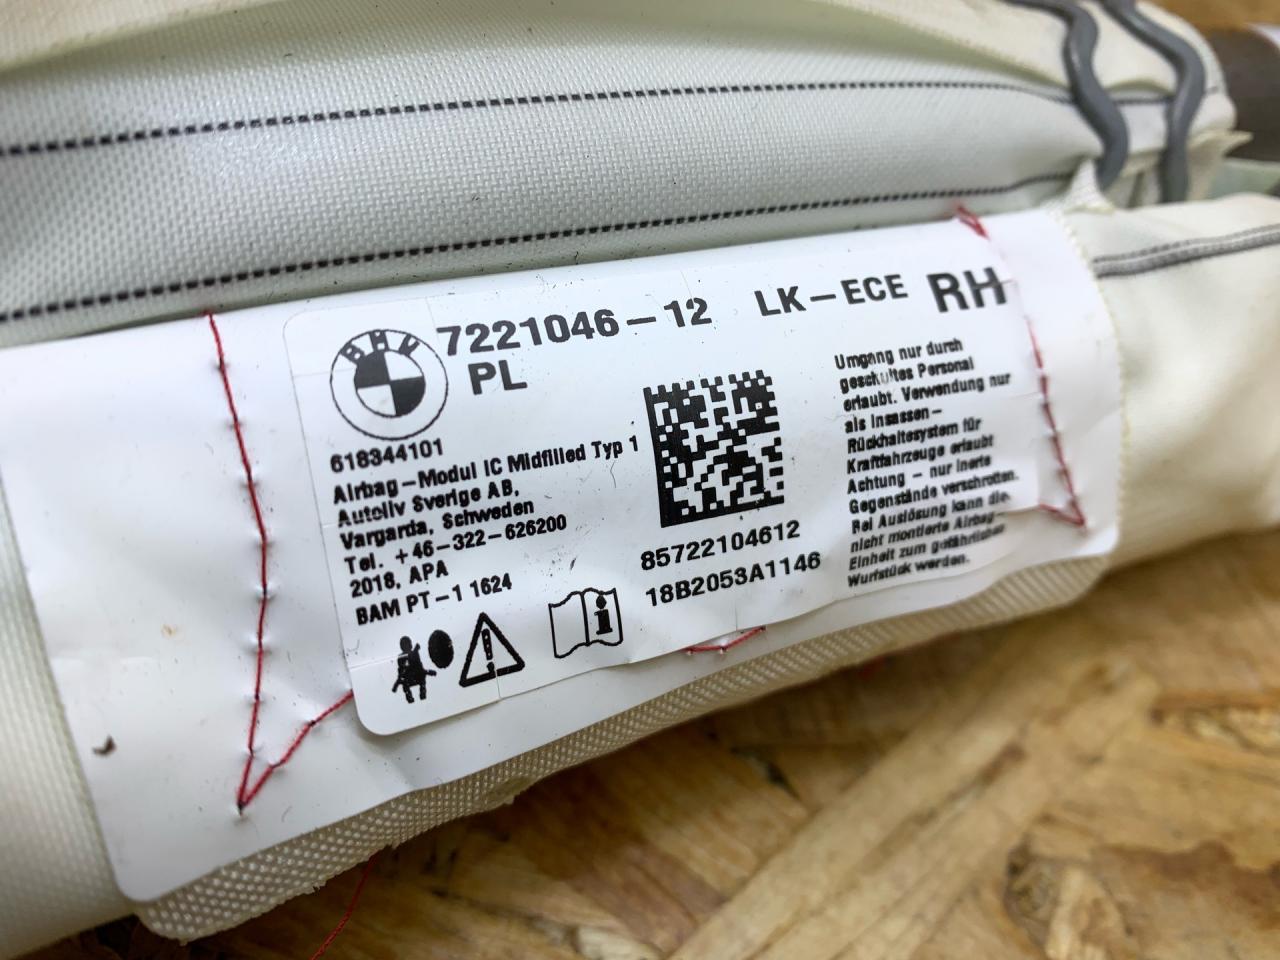 BMW
7221046-12 LK-ECE RH
PL
618344101
Airbag-Modul IC Midfilled Typ 1
Autoliv Sverige AB,
Vargarda, Schweden
Tel. +46-322-626200
2018, APA
BAM PT-1 1624
85722104612
18B2053A1146
Umgang nur durch
geschultes Personal
erlaubt. Verwendung nur
als Insassen-
Rückhaltesystem für
Kraftfahrzeuge erlaubt
Achtung - nur inerte
Gegenstände verschrotten.
Bei Auslösung kann die
nicht montierte Airbag-
Einheit zum gefährlichen
Wurfstück werden.